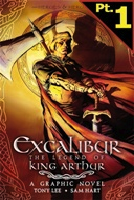 Pt.
1
EXCALIBUR
THE LEGEND OF
KING ARTHUR
A GRAPHIC NOVEL
TONY LEE · SAM HART